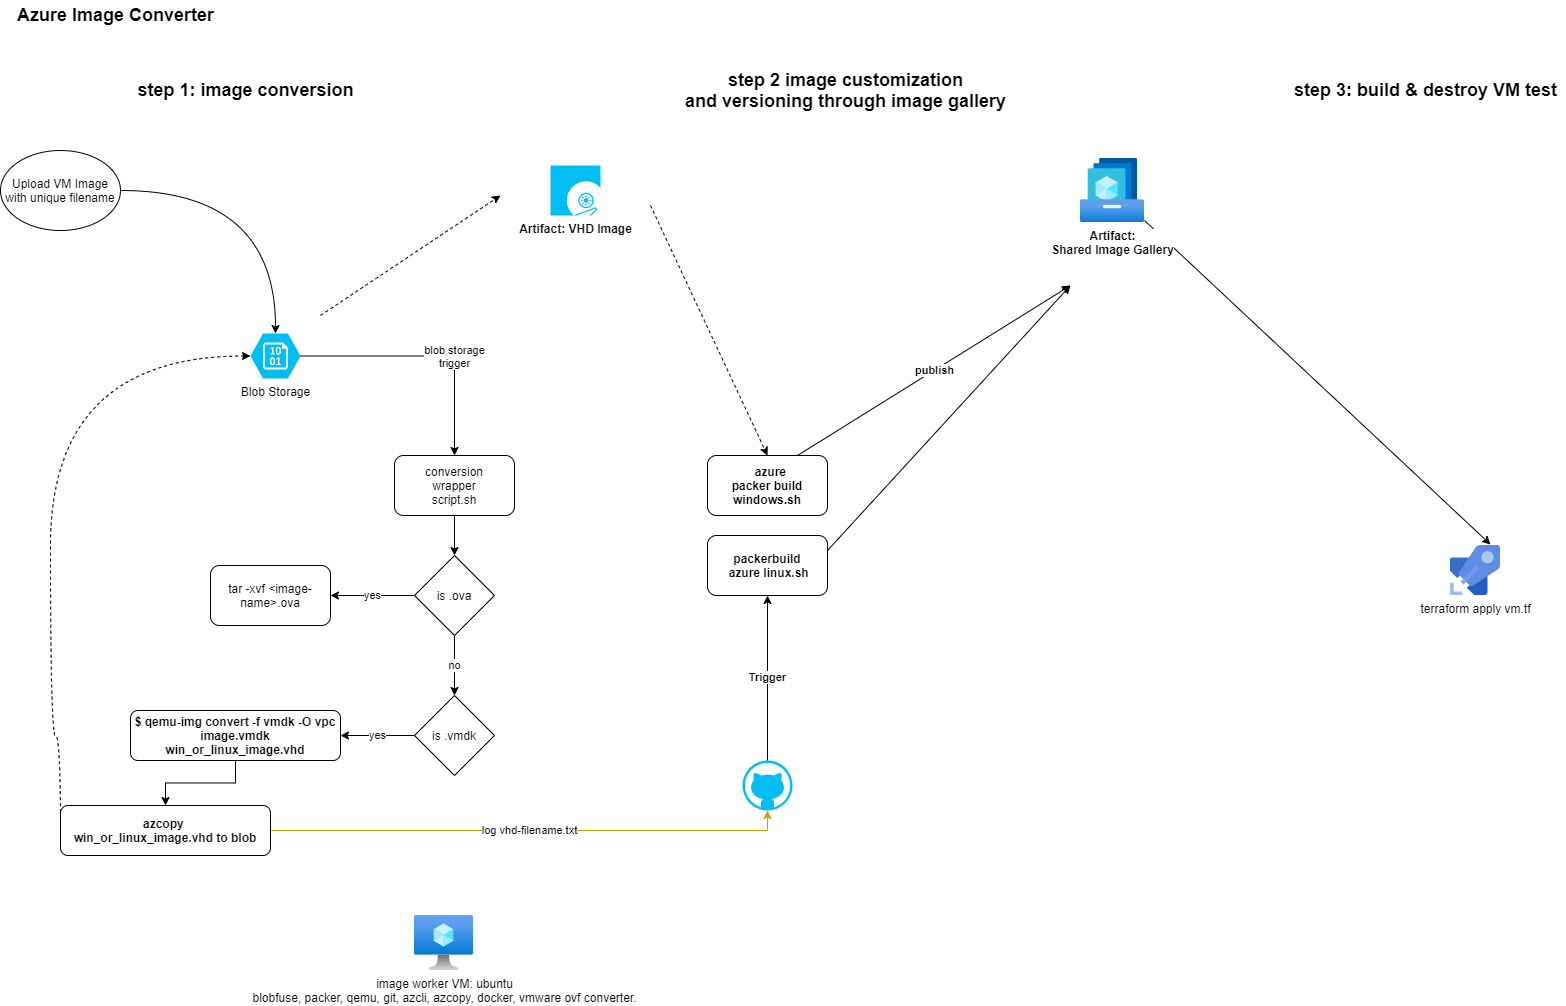 Azure Image Converter
step 1: image conversion
step 2 image customization
and versioning through image gallery
step 3: build & destroy VM test
Upload VM Image
with unique filename
Artifact: VHD Image
Artifact:
Shared Image Gallery
10
01
Blob Storage
blob storage
trigger
publish
conversion
wrapper
script.sh
azure
packer build
windows.sh
packerbuild
azure linux.sh
tar -xvf <image-
name>.ova
yes
is .ova
terraform apply vm.tf
no
Trigger
$ qemu-img convert -f vmdk -O vpc
image.vmdk
win_or_linux_image.vhd
yes
is .vmdk
azcopy
win_or_linux_image.vhd to blob
log vhd-filename.txt
image worker VM: ubuntu
blobfuse, packer, qemu, git, azcli, azcopy, docker, vmware ovf converter.